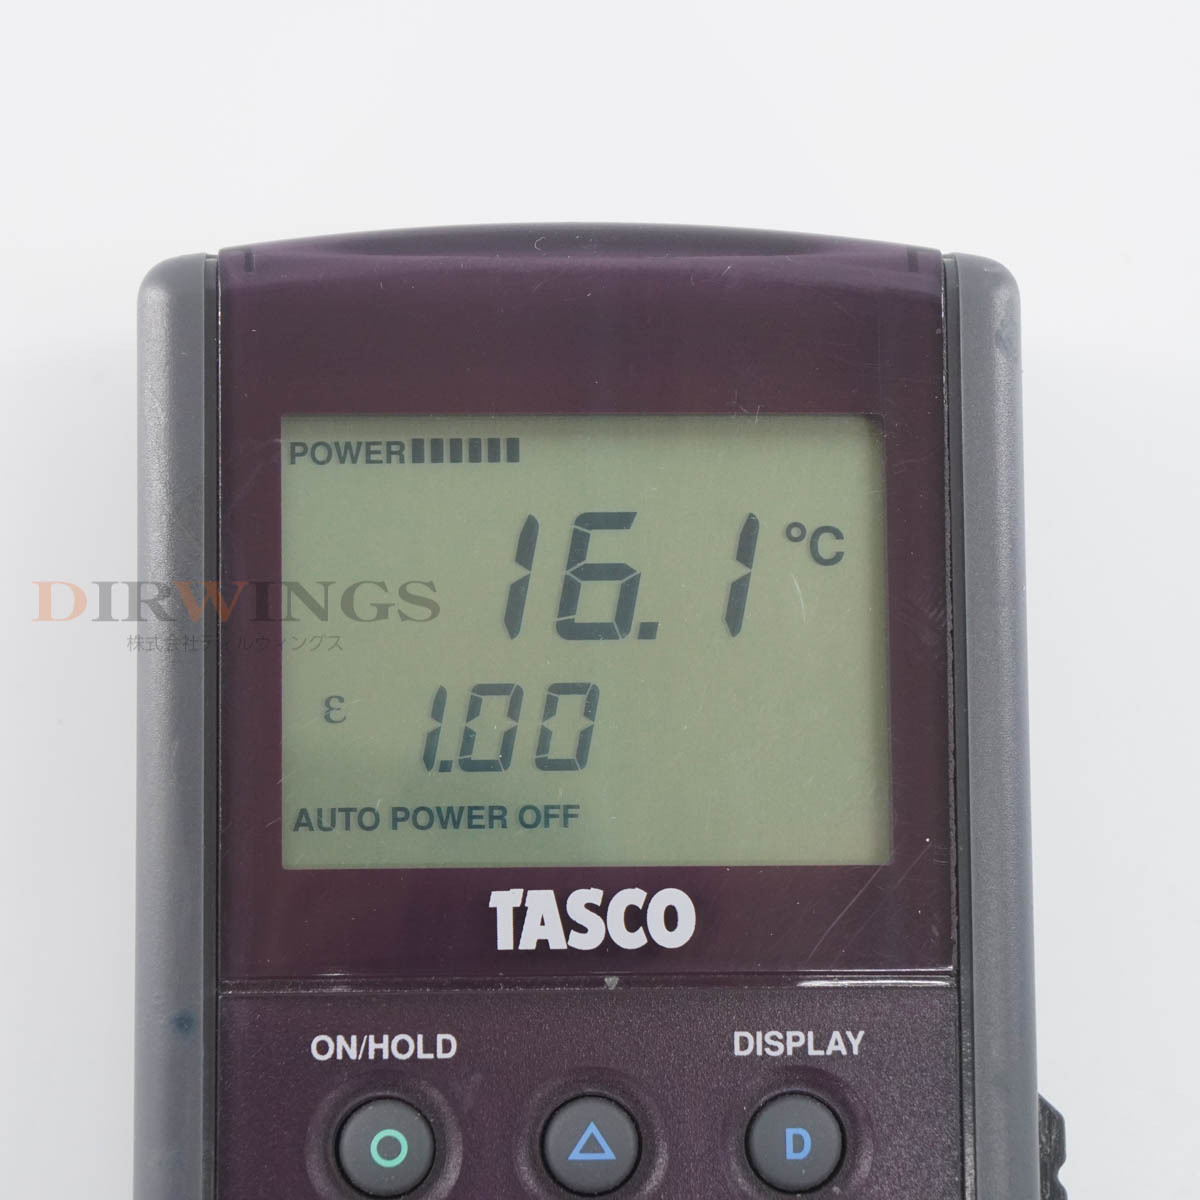 POWER
16.1 °C
DIRWINGS
株式会社ディルウィングス
ε 1.00
AUTO POWER OFF
TASCO
ON/HOLD DISPLAY
D